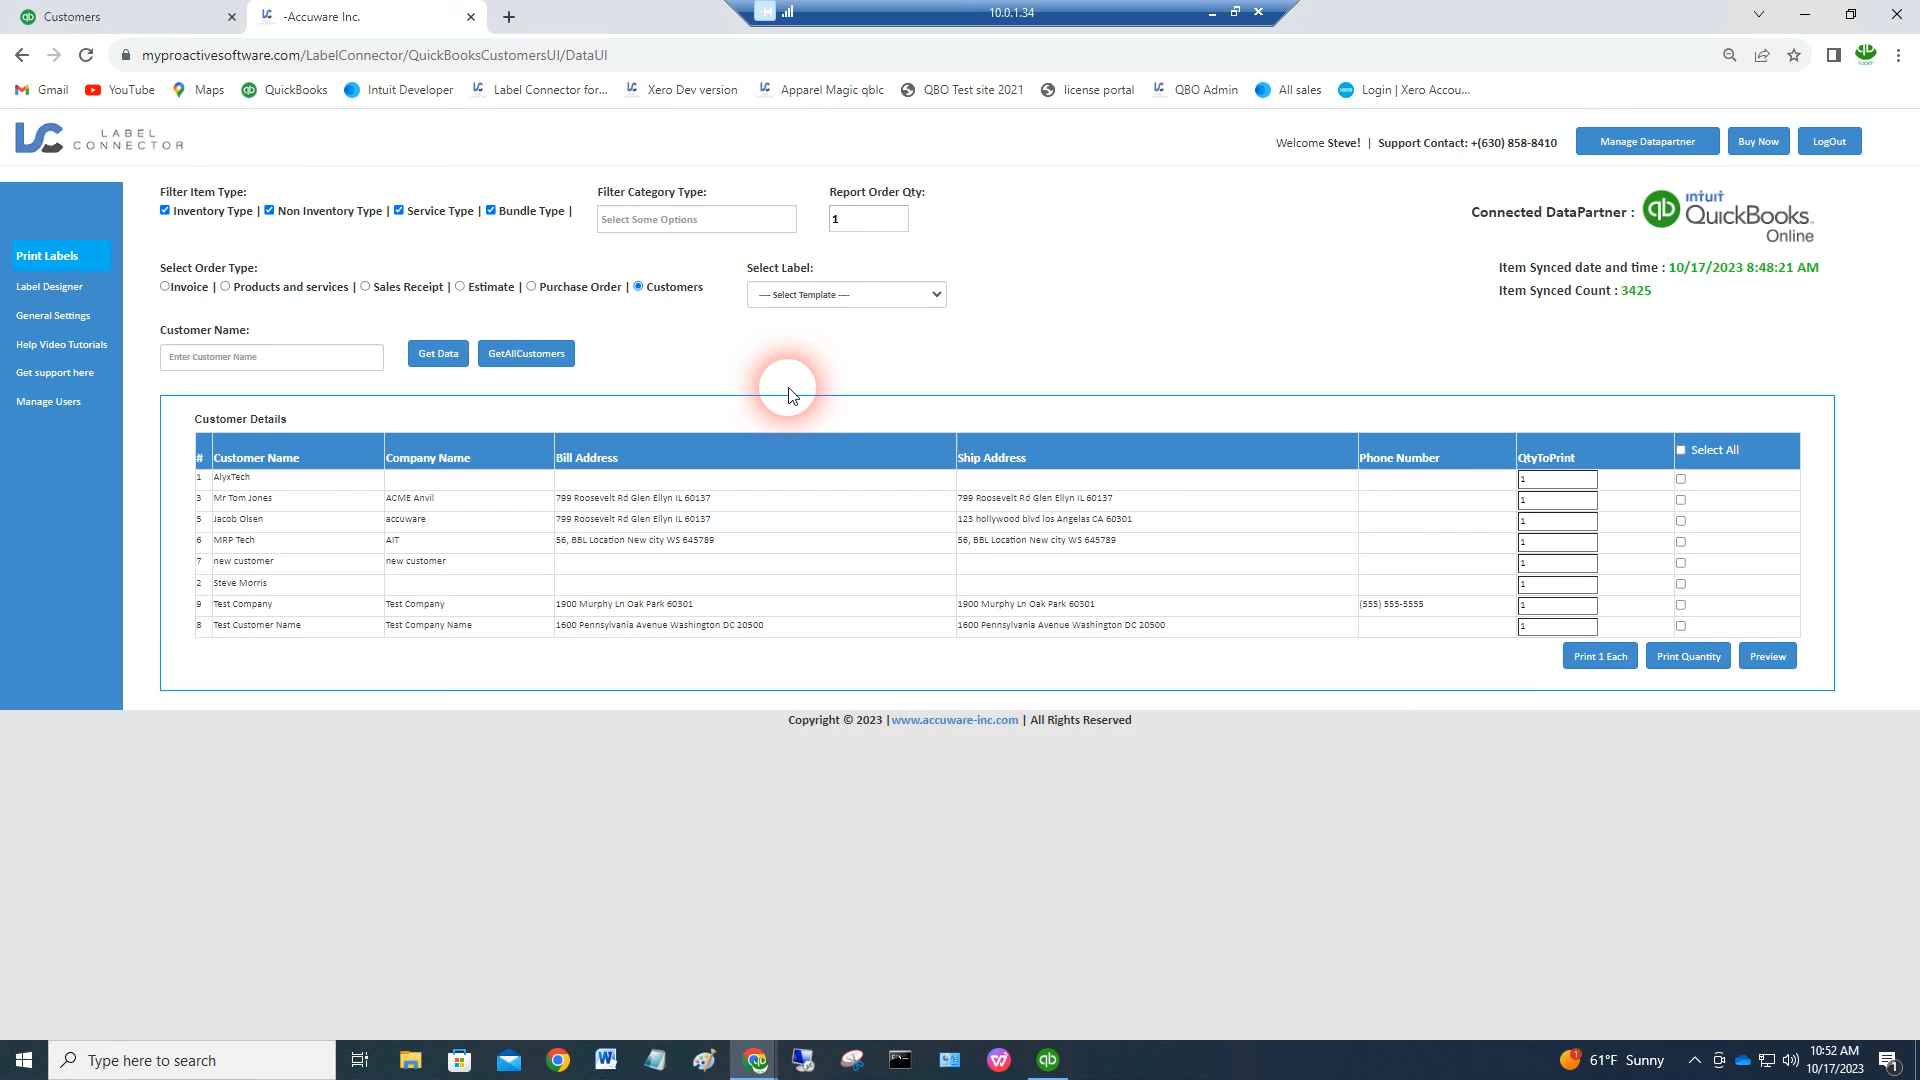 Customers
-Accuware Inc.
10.0.1.34
myproactivesoftware.com/LabelConnector/QuickBooksCustomersUI/DataUI
Gmail YouTube Maps QuickBooks Intuit Developer Label Connector for... Xero Dev version Apparel Magic qblc QBO Test site 2021 license portal QBO Admin All sales Login | Xero Accou...
LABEL
CONNECTOR
Welcome Steve! | Support Contact: +(630) 858-8410
Manage Datapartner
Buy Now
LogOut
Print Labels
Label Designer
General Settings
Help Video Tutorials
Get support here
Manage Users
Filter Item Type:
Inventory Type | Non Inventory Type | Service Type | Bundle Type |
Filter Category Type:
Select Some Options
Report Order Qty:
1
Connected DataPartner :
qb intuit
QuickBooks.
Online
Item Synced date and time : 10/17/2023 8:48:21 AM
Item Synced Count : 3425
Select Order Type:
Invoice | Products and services | Sales Receipt | Estimate | Purchase Order | Customers
Select Label:
---- Select Template ----
Customer Name:
Enter Customer Name
Get Data
GetAllCustomers
Customer Details
# Customer Name Company Name Bill Address Ship Address Phone Number QtyToPrint Select All
1 AlyxTech 1
3 Mr Tom Jones ACME Anvil 799 Roosevelt Rd Glen Ellyn IL 60137 799 Roosevelt Rd Glen Ellyn IL 60137 1
5 Jacob Olsen accuware 799 Roosevelt Rd Glen Ellyn IL 60137 123 hollywood blvd los Angelas CA 60301 1
6 MRP Tech AIT 56, BBL Location New city WS 645789 56, BBL Location New city WS 645789 1
7 new customer new customer 1
2 Steve Morris 1
9 Test Company Test Company 1900 Murphy Ln Oak Park 60301 1900 Murphy Ln Oak Park 60301 (555) 555-5555 1
8 Test Customer Name Test Company Name 1600 Pennsylvania Avenue Washington DC 20500 1600 Pennsylvania Avenue Washington DC 20500 1
Print 1 Each
Print Quantity
Preview
Copyright © 2023 |www.accuware-inc.com | All Rights Reserved
Type here to search
61°F Sunny
10:52 AM
10/17/2023